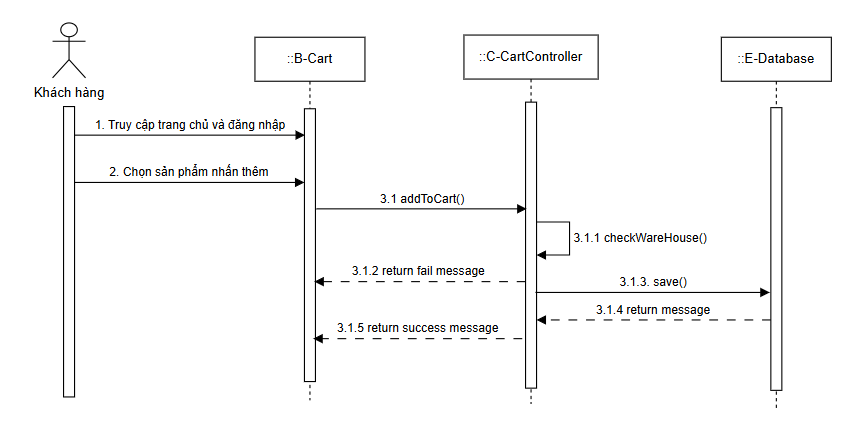 ::B-Cart
::C-CartController
::E-Database
Khách hàng
1. Truy cập trang chủ và đăng nhập
2. Chọn sản phẩm nhấn thêm
3.1 addToCart()
3.1.1 checkWareHouse()
3.1.2 return fail message
3.1.3. save()
3.1.4 return message
3.1.5 return success message